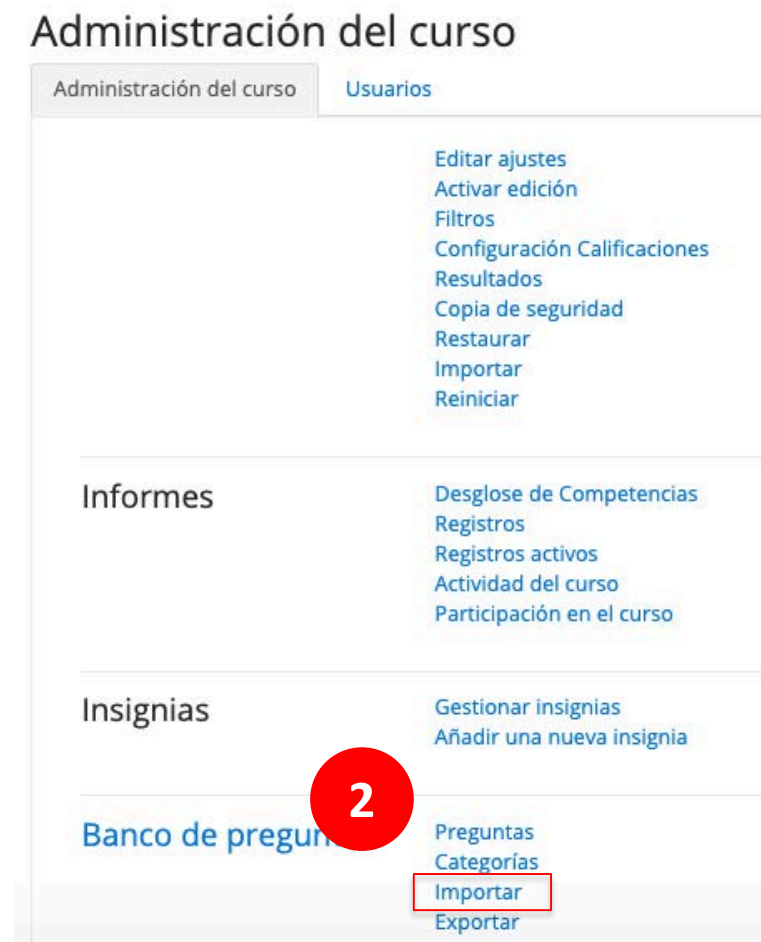 Administración del curso
Administración del curso
Usuarios
Editar ajustes
Activar edición
Filtros
Configuración Calificaciones
Resultados
Copia de seguridad
Restaurar
Importar
Reiniciar
Informes
Desglose de Competencias
Registros
Registros activos
Actividad del curso
Participación en el curso
Insignias
Gestionar insignias
Añadir una nueva insignia
2
Banco de
Preguntas
Categorías
Importar
Exportar